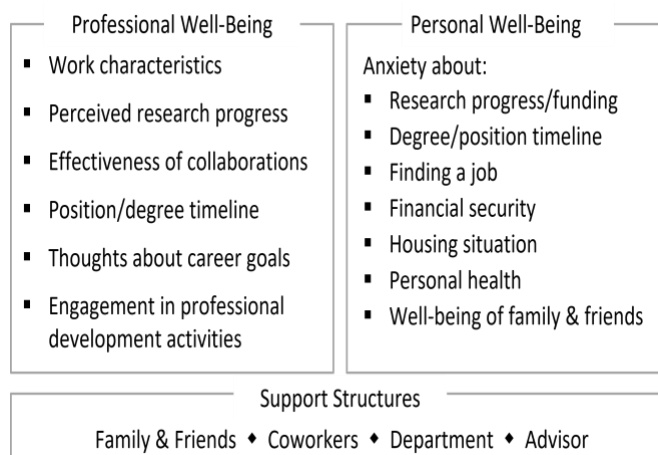 Professional Well-Being
▪ Work characteristics
▪ Perceived research progress
▪ Effectiveness of collaborations
▪ Position/degree timeline
▪ Thoughts about career goals
▪ Engagement in professional
development activities
Personal Well-Being
Anxiety about:
▪ Research progress/funding
▪ Degree/position timeline
▪ Finding a job
▪ Financial security
▪ Housing situation
▪ Personal health
▪ Well-being of family & friends
Support Structures
Family & Friends ♦ Coworkers ♦ Department ♦ Advisor